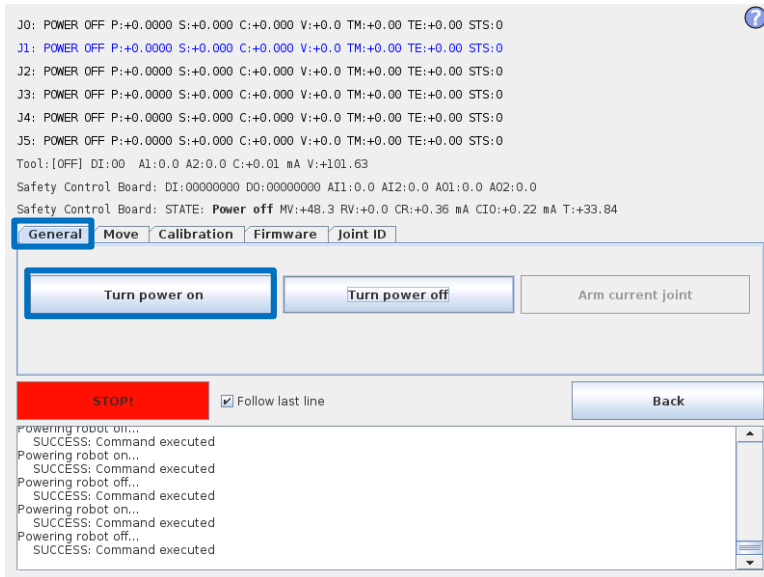 J0: POWER OFF P:+0.0000 S:+0.000 C:+0.000 V:+0.0 TM:+0.00 TE:+0.00 STS:0
?
J1: POWER OFF P:+0.0000 S:+0.000 C:+0.000 V:+0.0 TM:+0.00 TE:+0.00 STS:0
J2: POWER OFF P:+0.0000 S:+0.000 C:+0.000 V:+0.0 TM:+0.00 TE:+0.00 STS:0
J3: POWER OFF P:+0.0000 S:+0.000 C:+0.000 V:+0.0 TM:+0.00 TE:+0.00 STS:0
J4: POWER OFF P:+0.0000 S:+0.000 C:+0.000 V:+0.0 TM:+0.00 TE:+0.00 STS:0
J5: POWER OFF P:+0.0000 S:+0.000 C:+0.000 V:+0.0 TM:+0.00 TE:+0.00 STS:0
Tool:[OFF] DI:00 A1:0.0 A2:0.0 C:+0.01 mA V:+101.63
Safety Control Board: DI:00000000 DO:00000000 AI1:0.0 AI2:0.0 AO1:0.0 AO2:0.0
Safety Control Board: STATE: Power off MV:+48.3 RV:+0.0 CR:+0.36 mA CIO:+0.22 mA T:+33.84
General Move Calibration Firmware Joint ID
Turn power on Turn power off Arm current joint
STOP! Follow last line Back
Powering robot off...
SUCCESS: Command executed
Powering robot on...
SUCCESS: Command executed
Powering robot off...
SUCCESS: Command executed
Powering robot on...
SUCCESS: Command executed
Powering robot off...
SUCCESS: Command executed